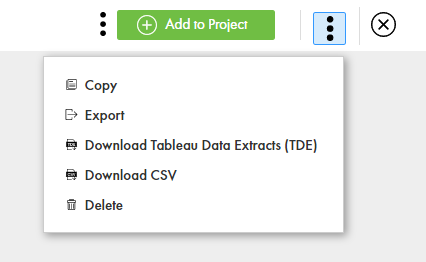 Add to Project
Copy
Export
Download Tableau Data Extracts (TDE)
Download CSV
Delete